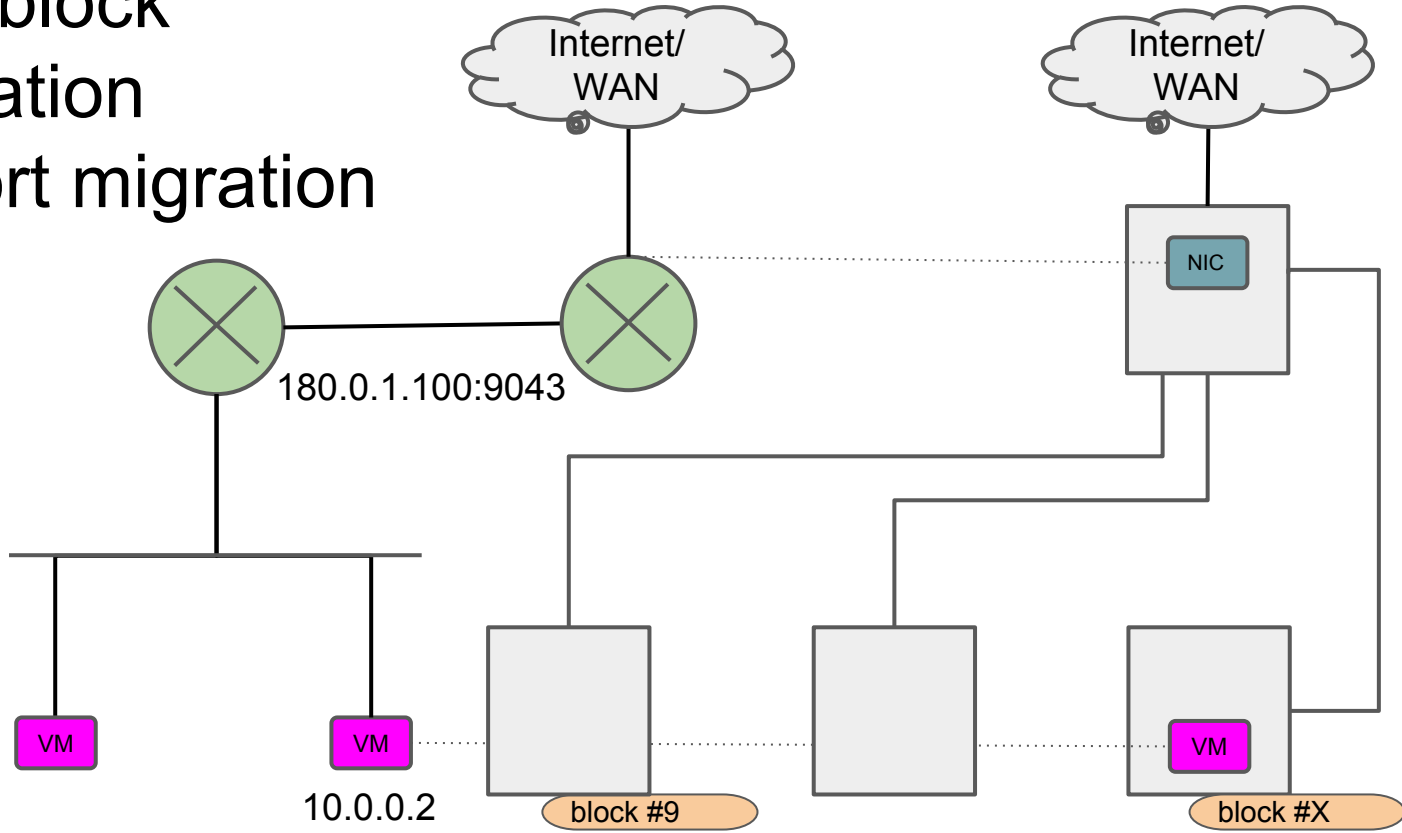 block
ation
rt migration
Internet/
WAN
Internet/
WAN
NIC
180.0.1.100:9043
VM
VM
VM
10.0.0.2
block #9
block #X